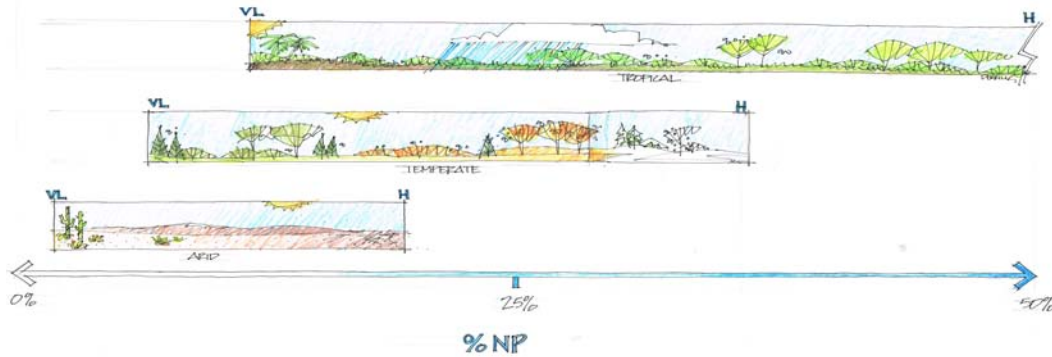 VL H
TROPICAL
VL H
TEMPERATE
VL H
ARID
0% 25% 50%
% NP